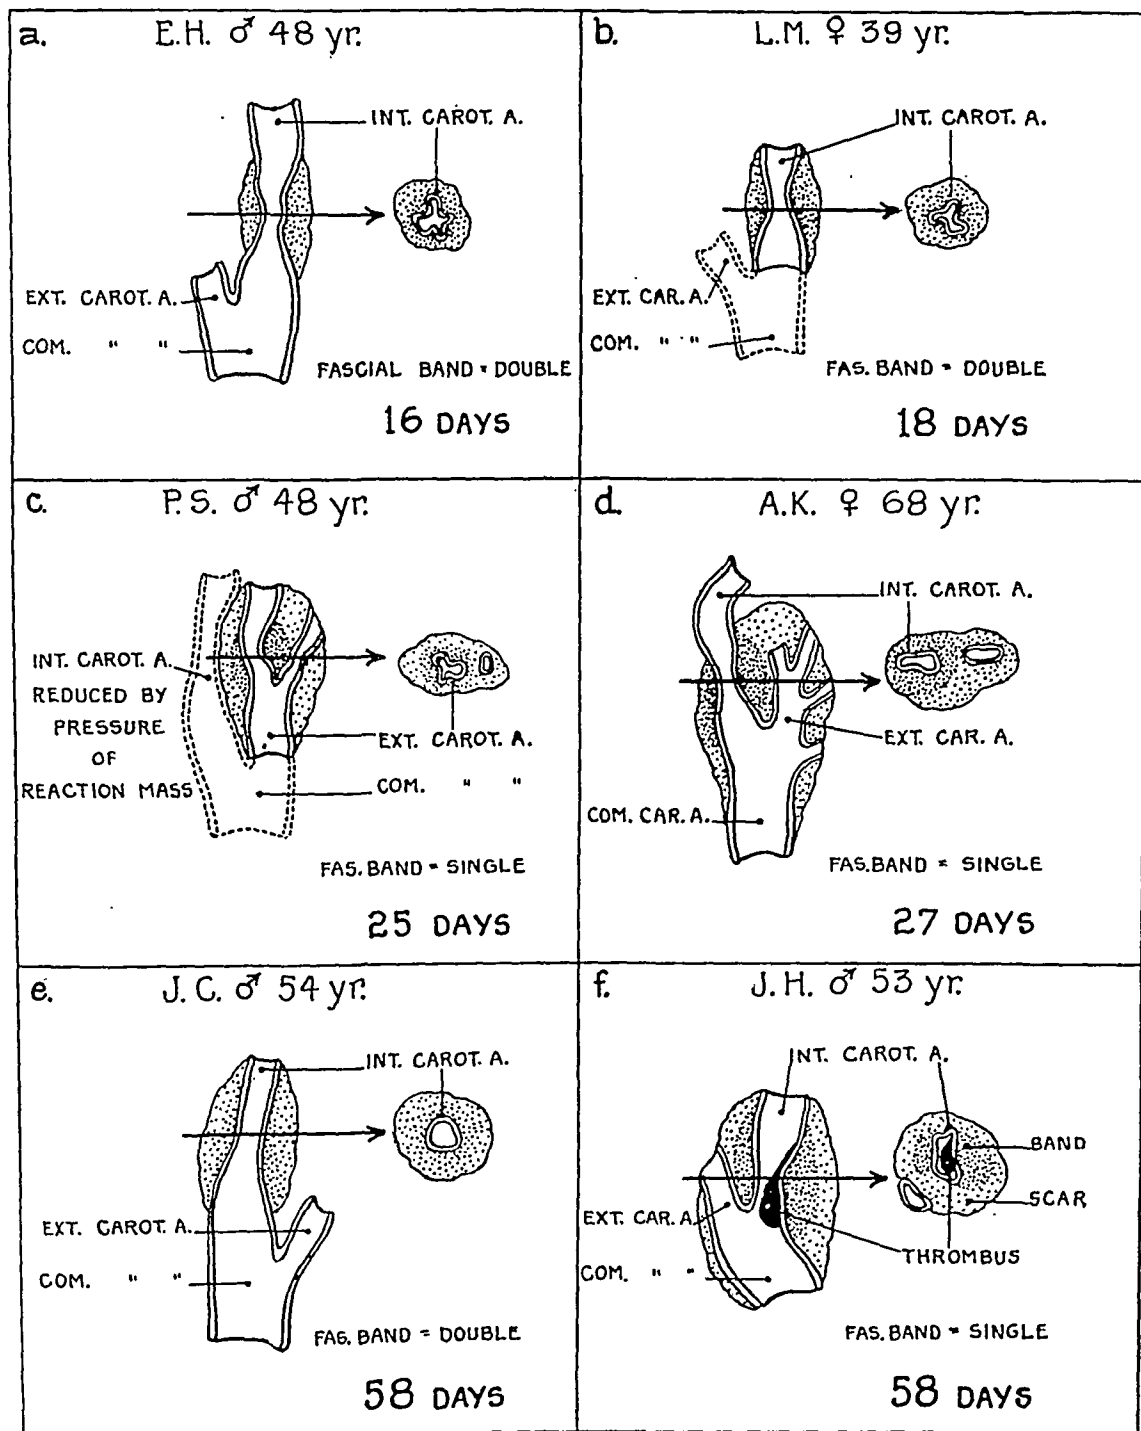 a. E.H. ♂ 48 yr.
INT. CAROT. A.
EXT. CAROT. A.
COM. " "
FASCIAL BAND = DOUBLE
16 DAYS
b. L.M. ♀ 39 yr.
INT. CAROT. A.
EXT. CAR. A.
COM. " "
FAS. BAND = DOUBLE
18 DAYS
c. P.S. ♂ 48 yr.
INT. CAROT. A.
REDUCED BY
PRESSURE
OF
REACTION MASS
EXT. CAROT. A.
COM. " "
FAS. BAND = SINGLE
25 DAYS
d. A.K. ♀ 68 yr.
INT. CAROT. A.
EXT. CAR. A.
COM. CAR. A.
FAS. BAND = SINGLE
27 DAYS
e. J.C. ♂ 54 yr.
INT. CAROT. A.
EXT. CAROT. A.
COM. " "
FAS. BAND = DOUBLE
58 DAYS
f. J.H. ♂ 53 yr.
INT. CAROT. A.
BAND
SCAR
EXT. CAR. A.
THROMBUS
COM. " "
FAS. BAND = SINGLE
58 DAYS